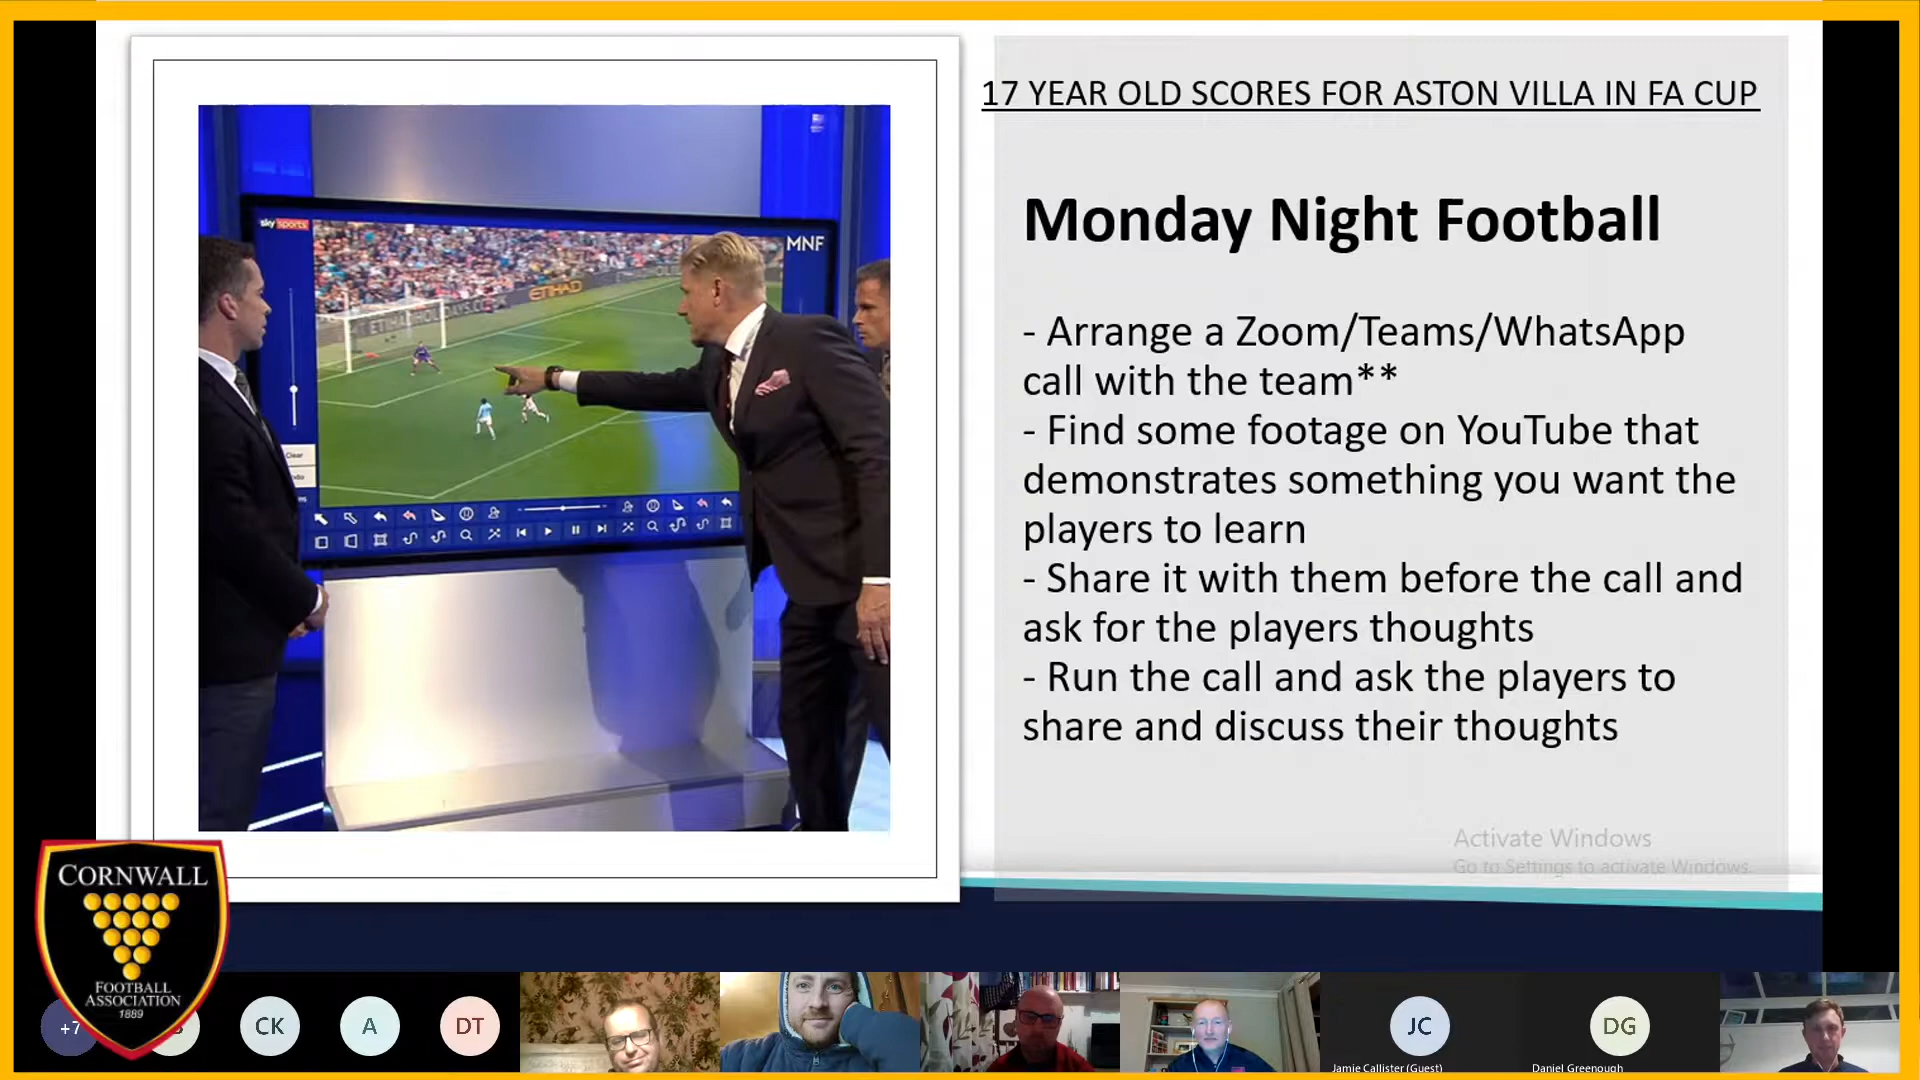 17 YEAR OLD SCORES FOR ASTON VILLA IN FA CUP
Monday Night Football
- Arrange a Zoom/Teams/WhatsApp
call with the team**
- Find some footage on YouTube that
demonstrates something you want the
players to learn
- Share it with them before the call and
ask for the players thoughts
- Run the call and ask the players to
share and discuss their thoughts
sky sports
MNF
ETIHAD
Clear
Activate Windows
Go to Settings to activate Windows.
CORNWALL
FOOTBALL
ASSOCIATION
1889
+7
CK
A
DT
JC
DG
Jamie Callister (Guest)
Daniel Greenough